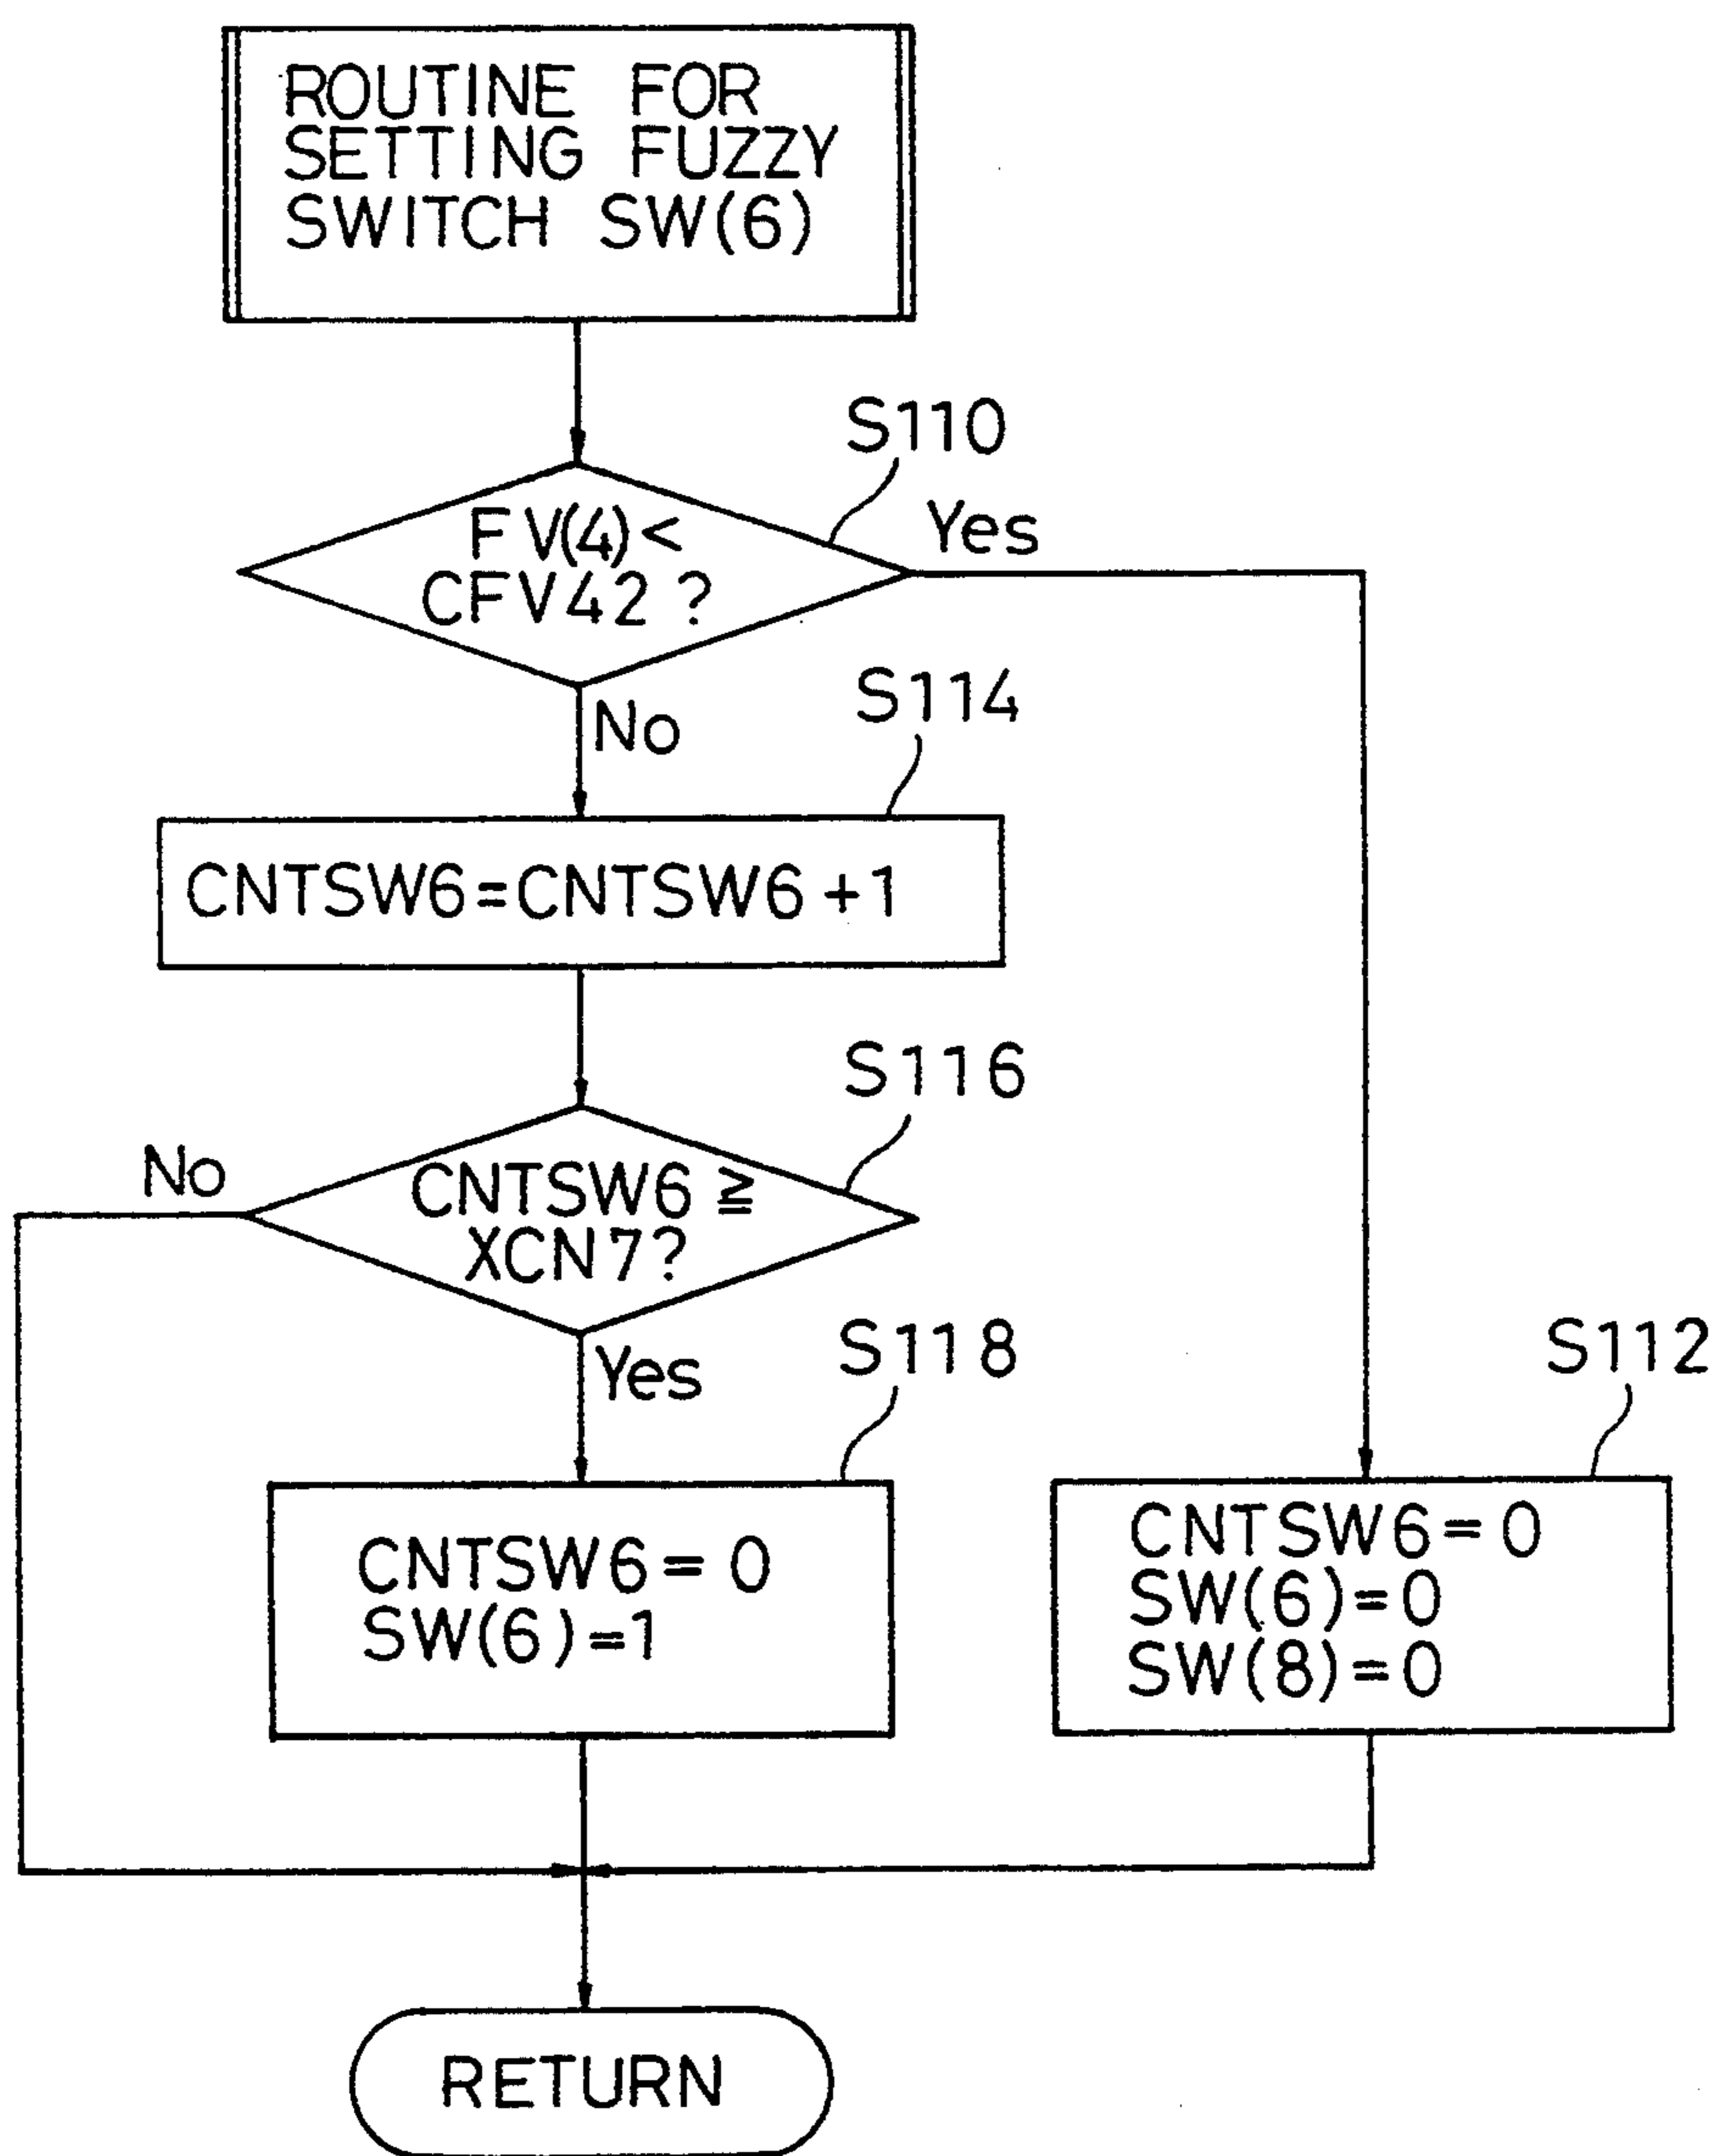 ROUTINE FOR
SETTING FUZZY
SWITCH SW(6)
S110
FV(4)<
CFV42 ?
Yes
No
S114
CNTSW6=CNTSW6+1
S116
No
CNTSW6 ≧
XCN7?
Yes
S118
S112
CNTSW6=0
SW(6)=1
CNTSW6=0
SW(6)=0
SW(8)=0
RETURN